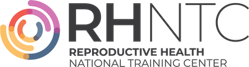 RHNTC
REPRODUCTIVE HEALTH
NATIONAL TRAINING CENTER